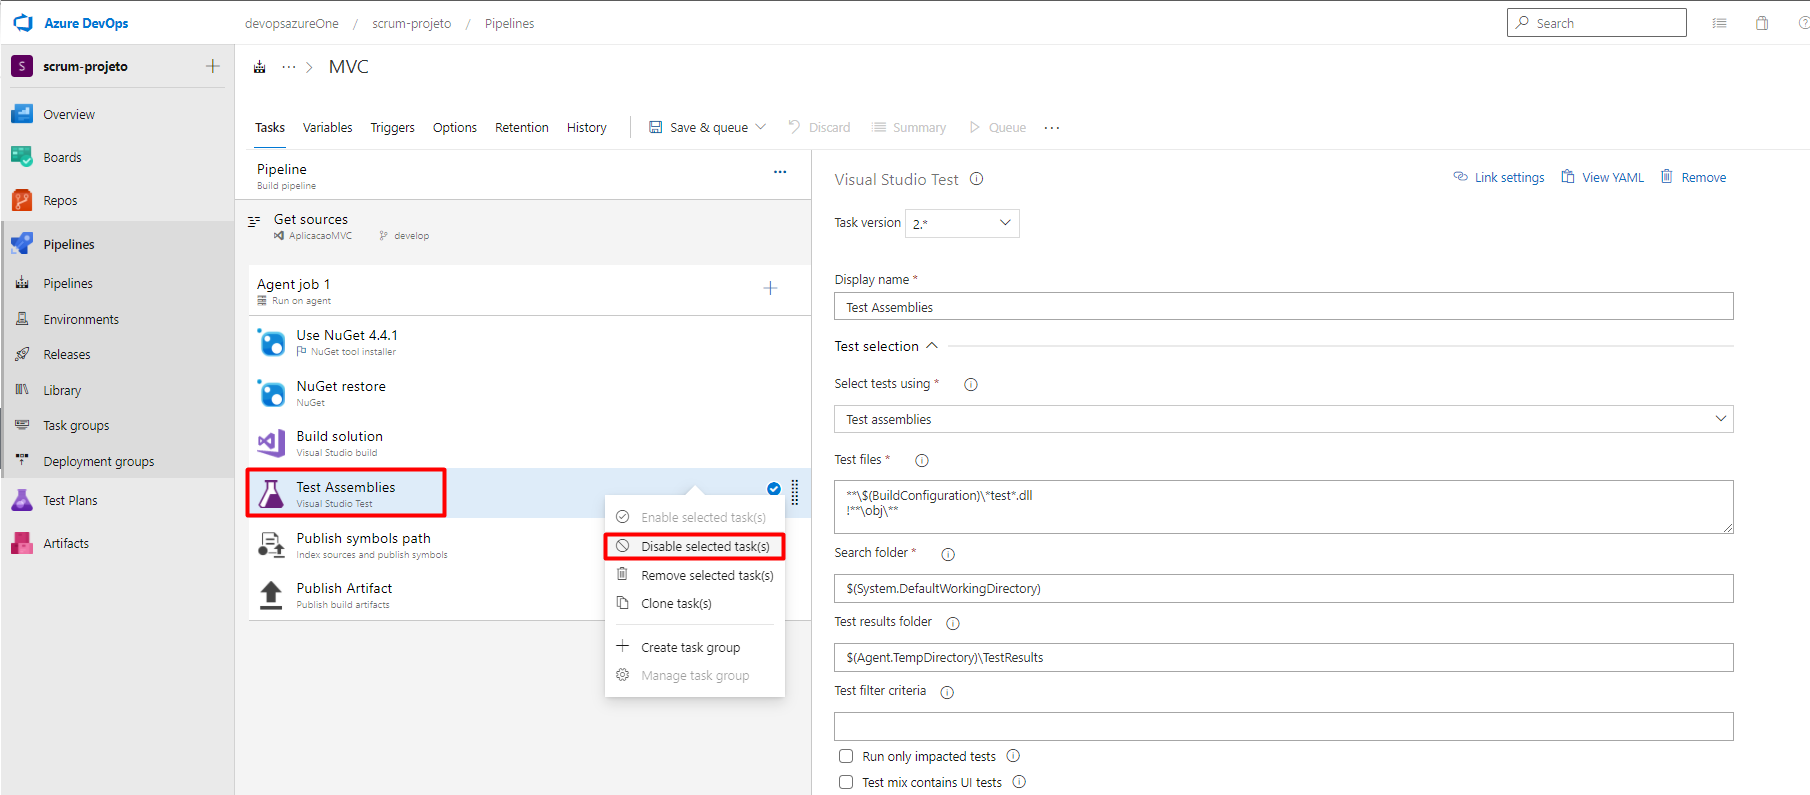 Azure DevOps
devopsazureOne / scrum-projeto / Pipelines
Search
S scrum-projeto
Overview
Boards
Repos
Pipelines
Pipelines
Environments
Releases
Library
Task groups
Deployment groups
Test Plans
Artifacts
··· > MVC
Tasks Variables Triggers Options Retention History Save & queue Discard Summary Queue ···
Pipeline
Build pipeline
Get sources
AplicacaoMVC develop
Agent job 1
Run on agent
Use NuGet 4.4.1
NuGet tool installer
NuGet restore
NuGet
Build solution
Visual Studio build
Test Assemblies
Visual Studio Test
Publish symbols path
Index sources and publish symbols
Publish Artifact
Publish build artifacts
Enable selected task(s)
Disable selected task(s)
Remove selected task(s)
Clone task(s)
Create task group
Manage task group
Visual Studio Test
Link settings View YAML Remove
Task version 2.*
Display name *
Test Assemblies
Test selection
Select tests using *
Test assemblies
Test files *
**\$(BuildConfiguration)\*test*.dll
!**\obj\**
Search folder *
$(System.DefaultWorkingDirectory)
Test results folder
$(Agent.TempDirectory)\TestResults
Test filter criteria
Run only impacted tests
Test mix contains UI tests